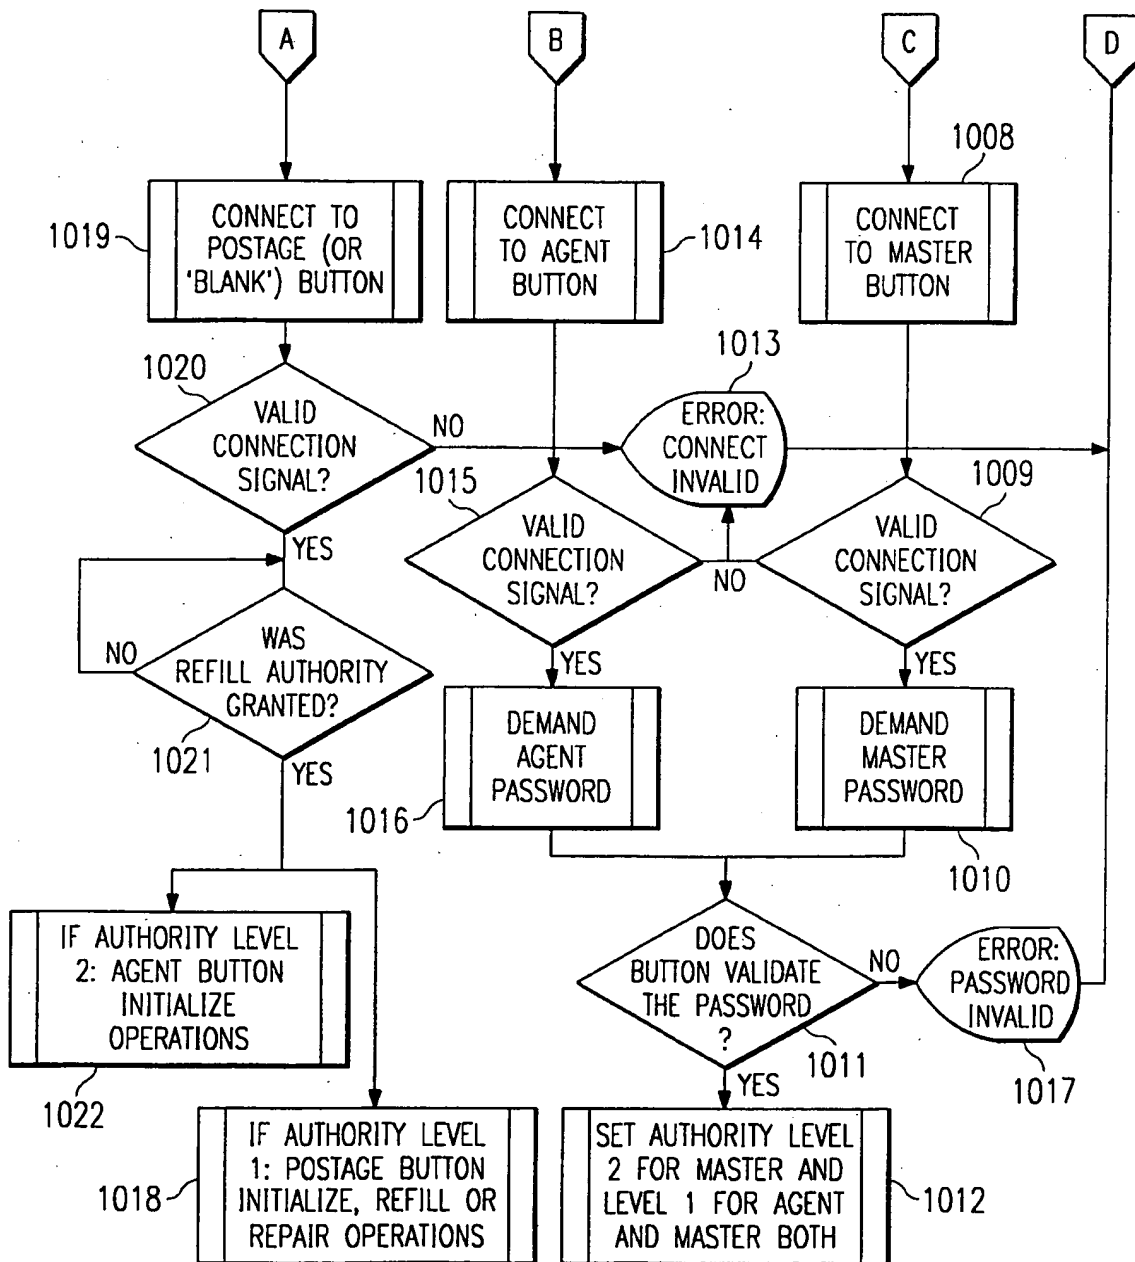 A
B
C
D
1008
CONNECT TO
POSTAGE (OR
'BLANK') BUTTON
1019
CONNECT
TO AGENT
BUTTON
1014
CONNECT
TO MASTER
BUTTON
1013
1020
VALID
CONNECTION
SIGNAL?
NO
ERROR:
CONNECT
INVALID
1015
1009
YES
VALID
CONNECTION
SIGNAL?
NO
VALID
CONNECTION
SIGNAL?
NO
WAS
REFILL AUTHORITY
GRANTED?
1021
YES
YES
YES
DEMAND
AGENT
PASSWORD
1016
DEMAND
MASTER
PASSWORD
1010
IF AUTHORITY LEVEL
2: AGENT BUTTON
INITIALIZE
OPERATIONS
1022
DOES
BUTTON VALIDATE
THE PASSWORD
?
NO
1011
ERROR:
PASSWORD
INVALID
1017
YES
IF AUTHORITY LEVEL
1: POSTAGE BUTTON
INITIALIZE, REFILL OR
REPAIR OPERATIONS
1018
SET AUTHORITY LEVEL
2 FOR MASTER AND
LEVEL 1 FOR AGENT
AND MASTER BOTH
1012